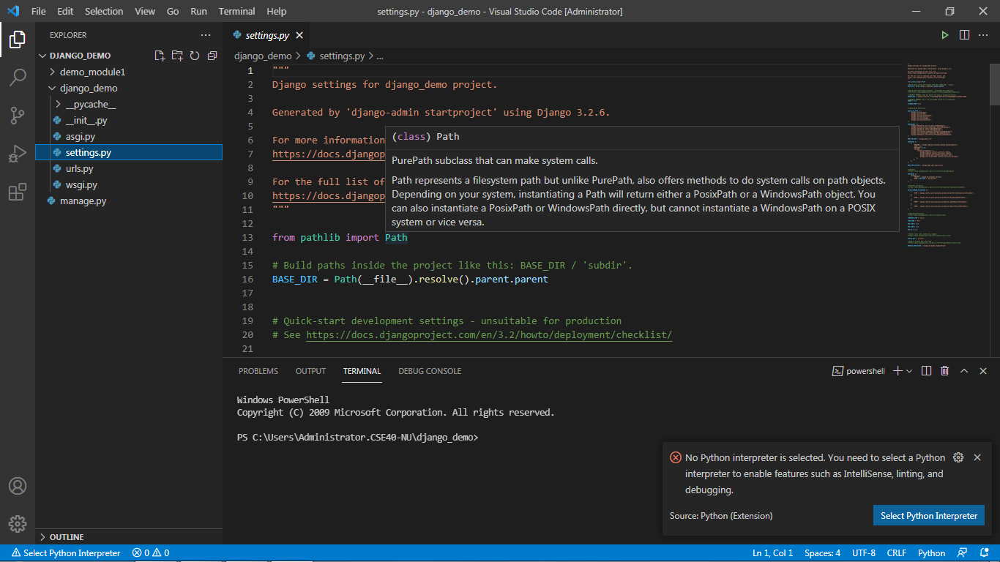 File Edit Selection View Go Run Terminal Help
settings.py - django_demo - Visual Studio Code [Administrator]
EXPLORER
DJANGO_DEMO
demo_module1
django_demo
__pycache__
__init__.py
asgi.py
settings.py
urls.py
wsgi.py
manage.py
OUTLINE
settings.py
django_demo > settings.py > ...
1 """
2 Django settings for django_demo project.
3
4 Generated by 'django-admin startproject' using Django 3.2.6.
5
6 For more information
7 https://docs.djangop
8
9 For the full list of
10 https://docs.djangop
11 """
12
13 from pathlib import Path
14
15 # Build paths inside the project like this: BASE_DIR / 'subdir'.
16 BASE_DIR = Path(__file__).resolve().parent.parent
17
18
19 # Quick-start development settings - unsuitable for production
20 # See https://docs.djangoproject.com/en/3.2/howto/deployment/checklist/
21
(class) Path
PurePath subclass that can make system calls.
Path represents a filesystem path but unlike PurePath, also offers methods to do system calls on path objects.
Depending on your system, instantiating a Path will return either a PosixPath or a WindowsPath object. You
can also instantiate a PosixPath or WindowsPath directly, but cannot instantiate a WindowsPath on a POSIX
system or vice versa.
PROBLEMS OUTPUT TERMINAL DEBUG CONSOLE
powershell
Windows PowerShell
Copyright (C) 2009 Microsoft Corporation. All rights reserved.
PS C:\Users\Administrator.CSE40-NU\django_demo>
No Python interpreter is selected. You need to select a Python
interpreter to enable features such as IntelliSense, linting, and
debugging.
Source: Python (Extension)
Select Python Interpreter
Select Python Interpreter 0 0
Ln 1, Col 1 Spaces: 4 UTF-8 CRLF Python